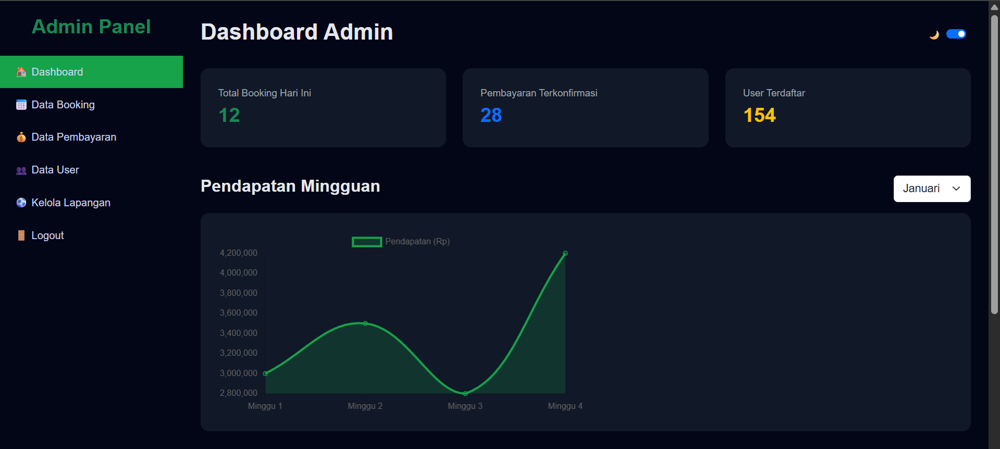 Admin Panel
Dashboard
Data Booking
Data Pembayaran
Data User
Kelola Lapangan
Logout
Dashboard Admin
Total Booking Hari Ini
12
Pembayaran Terkonfirmasi
28
User Terdaftar
154
Pendapatan Mingguan
Januari
Pendapatan (Rp)
4,200,000
4,000,000
3,800,000
3,600,000
3,400,000
3,200,000
3,000,000
2,800,000
Minggu 1
Minggu 2
Minggu 3
Minggu 4